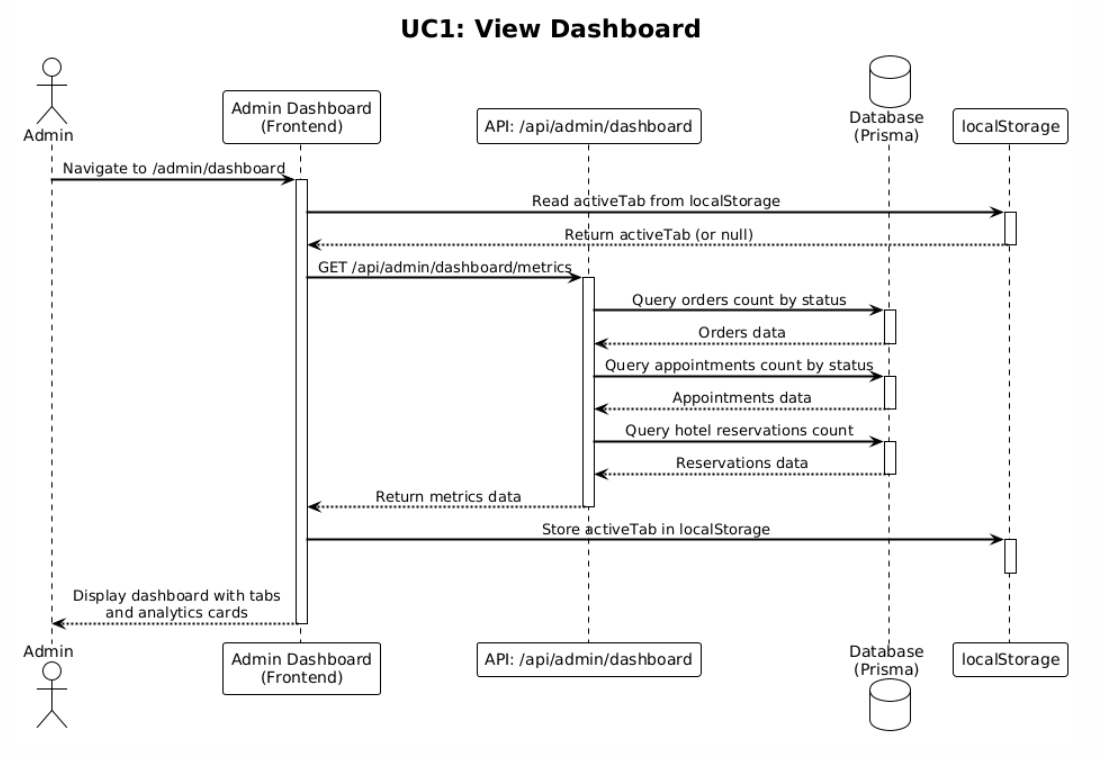 UC1: View Dashboard
Admin
Admin Dashboard
(Frontend)
API: /api/admin/dashboard
Database
(Prisma)
localStorage
Navigate to /admin/dashboard
Read activeTab from localStorage
Return activeTab (or null)
GET /api/admin/dashboard/metrics
Query orders count by status
Orders data
Query appointments count by status
Appointments data
Query hotel reservations count
Reservations data
Return metrics data
Store activeTab in localStorage
Display dashboard with tabs
and analytics cards
Admin
Admin Dashboard
(Frontend)
API: /api/admin/dashboard
Database
(Prisma)
localStorage